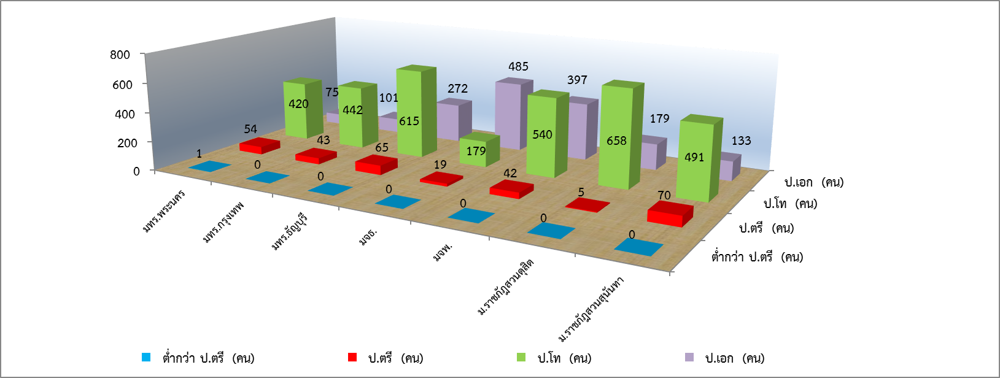 800
600
400
200
0
1
0
0
0
0
0
0
54
43
65
19
42
5
70
420
442
615
179
540
658
491
75
101
272
485
397
179
133
มทร.พระนคร
มทร.กรุงเทพ
มทร.ธัญบุรี
มจธ.
มจพ.
ม.ราชภัฏสวนดุสิต
ม.ราชภัฏสวนสุนันทา
ป.เอก (คน)
ป.โท (คน)
ป.ตรี (คน)
ต่ำกว่า ป.ตรี (คน)
ต่ำกว่า ป.ตรี (คน) ป.ตรี (คน) ป.โท (คน) ป.เอก (คน)